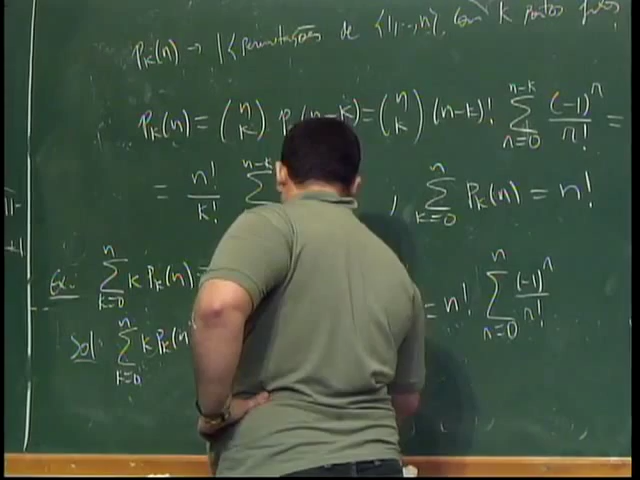 P_k(n) → |{permutações de {1,...,n} com k pontos fixos
P_k(n) = (n k) P (n-k) = (n k) (n-k)! ∑_{n=0}^{n-k} (-1)^n/n! =
= n!/k! ∑^{n-k} , ∑_{k=0}^{n} P_k(n) = n!
Ex: ∑_{k=0}^{n} k P_k(n) = n! ∑_{n=0}^{n} (-1)^n/n!
Sol: ∑_{k=0}^{n} k P_k(n